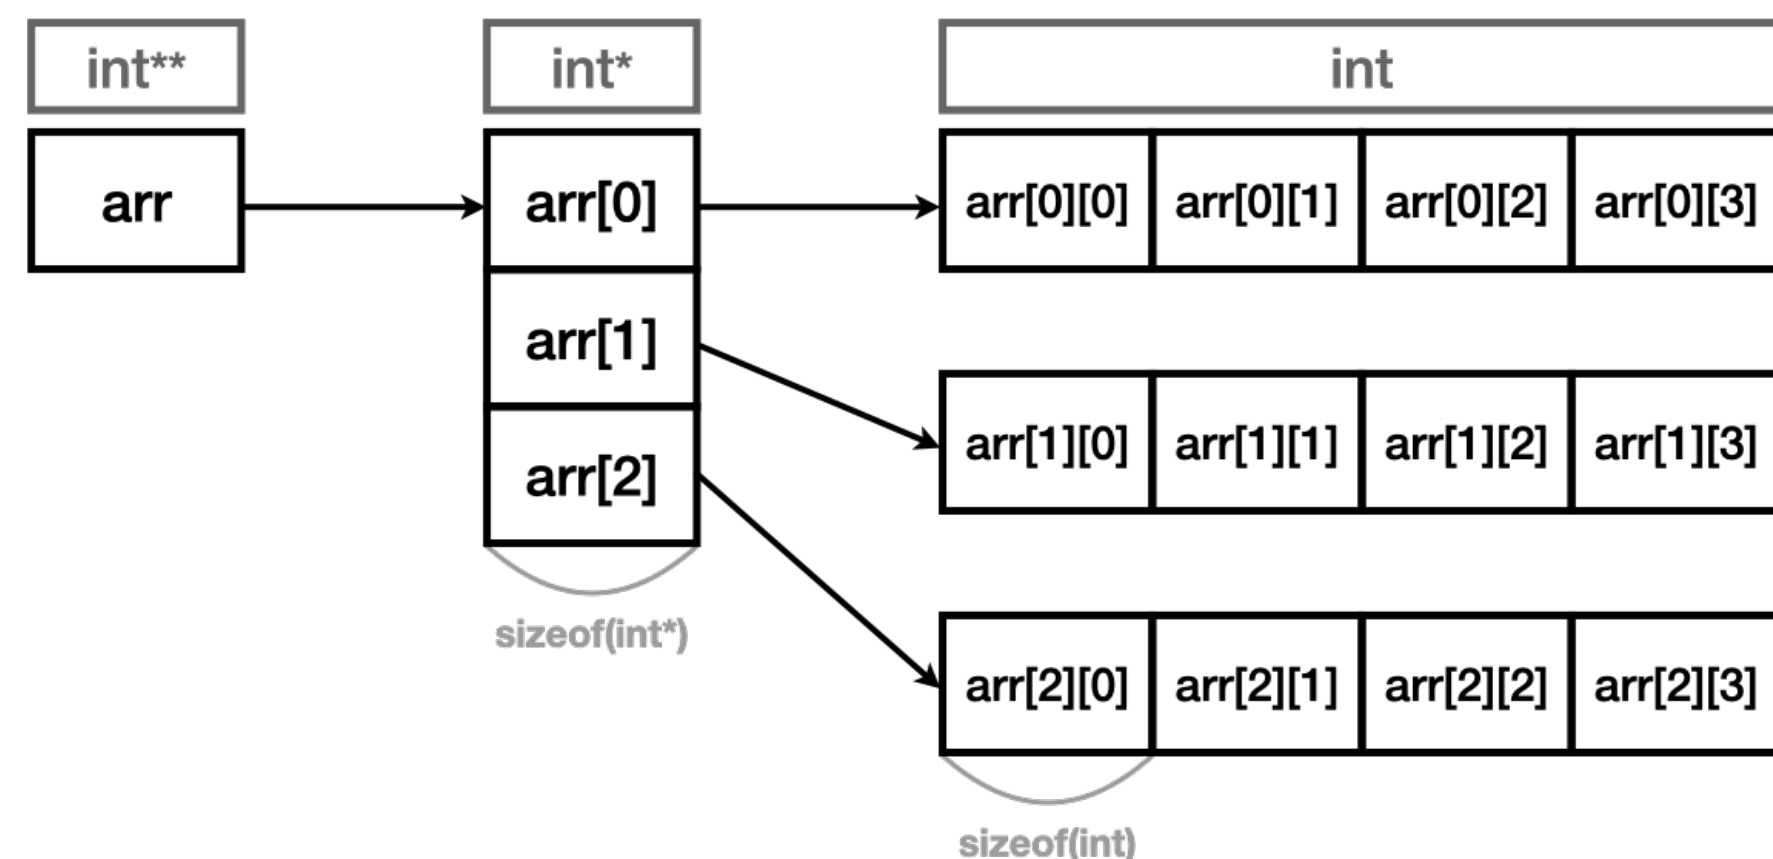 int** int* int
arr arr[0] arr[0][0] arr[0][1] arr[0][2] arr[0][3]
arr[1] arr[1][0] arr[1][1] arr[1][2] arr[1][3]
arr[2] arr[2][0] arr[2][1] arr[2][2] arr[2][3]
sizeof(int*)
sizeof(int)